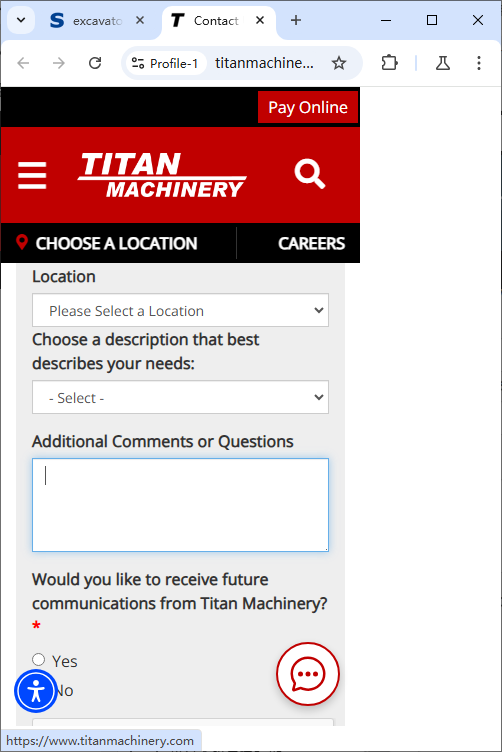 excavato
Contact
Profile-1
titanmachine...
Pay Online
TITAN
MACHINERY
CHOOSE A LOCATION
CAREERS
Location
Please Select a Location
Choose a description that best
describes your needs:
- Select -
Additional Comments or Questions
Would you like to receive future
communications from Titan Machinery?
*
Yes
No
https://www.titanmachinery.com